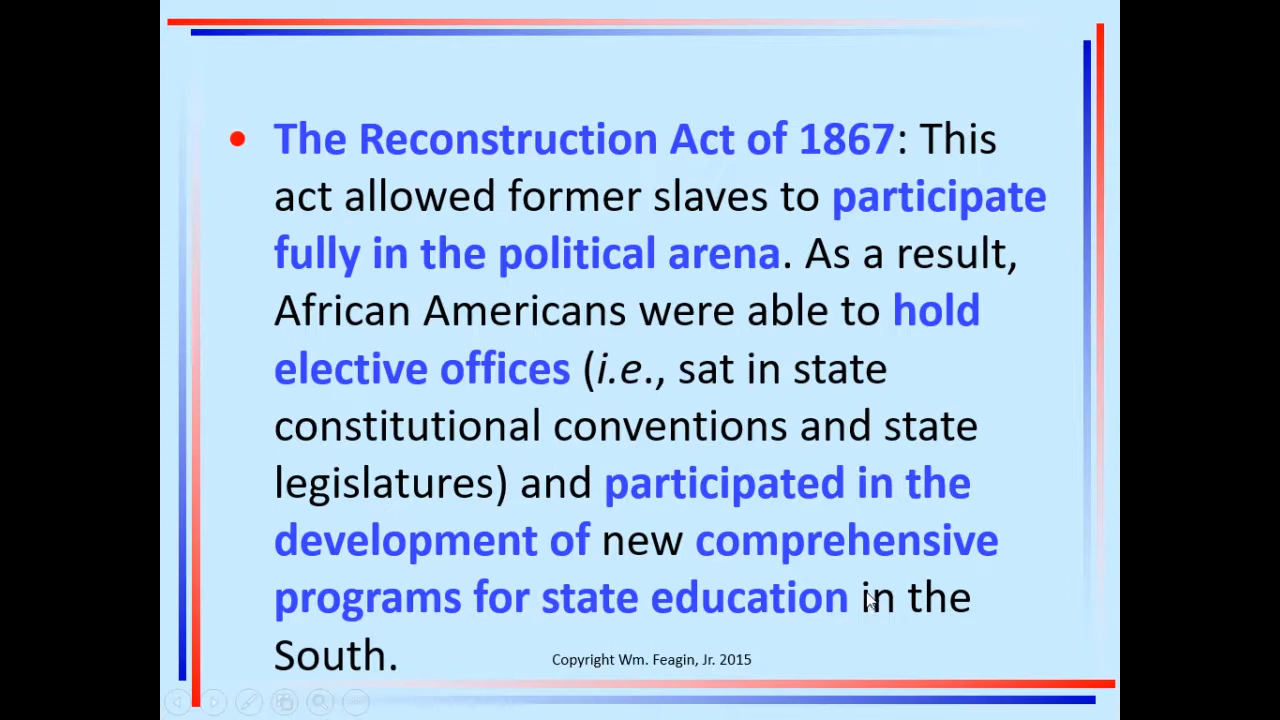 • The Reconstruction Act of 1867: This
act allowed former slaves to participate
fully in the political arena. As a result,
African Americans were able to hold
elective offices (i.e., sat in state
constitutional conventions and state
legislatures) and participated in the
development of new comprehensive
programs for state education in the
South.
Copyright Wm. Feagin, Jr. 2015